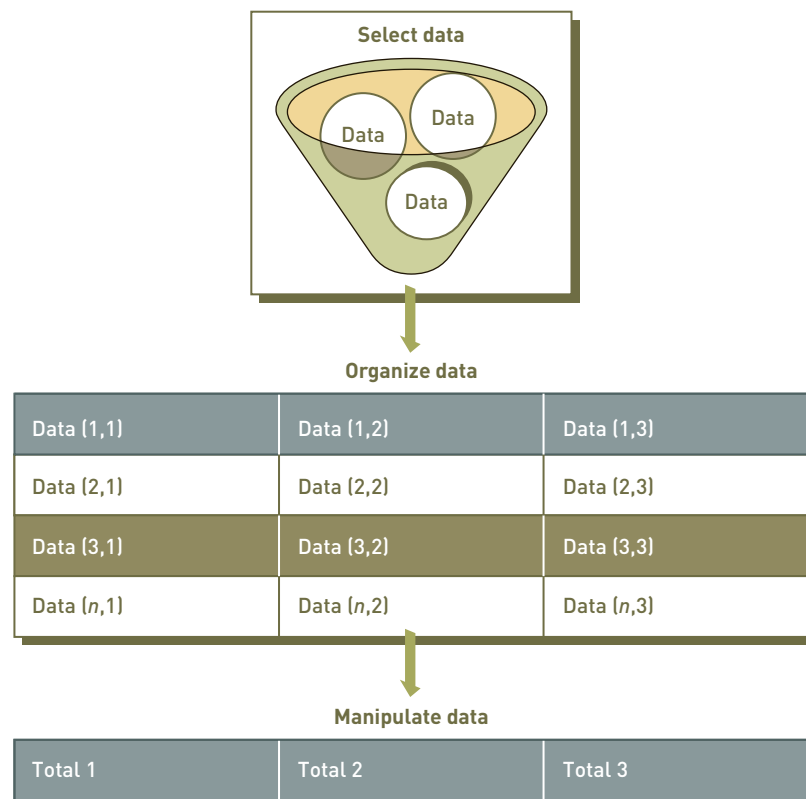 Select data
Data
Data
Data
Organize data
Data (1,1) Data (1,2) Data (1,3)
Data (2,1) Data (2,2) Data (2,3)
Data (3,1) Data (3,2) Data (3,3)
Data (n,1) Data (n,2) Data (n,3)
Manipulate data
Total 1 Total 2 Total 3